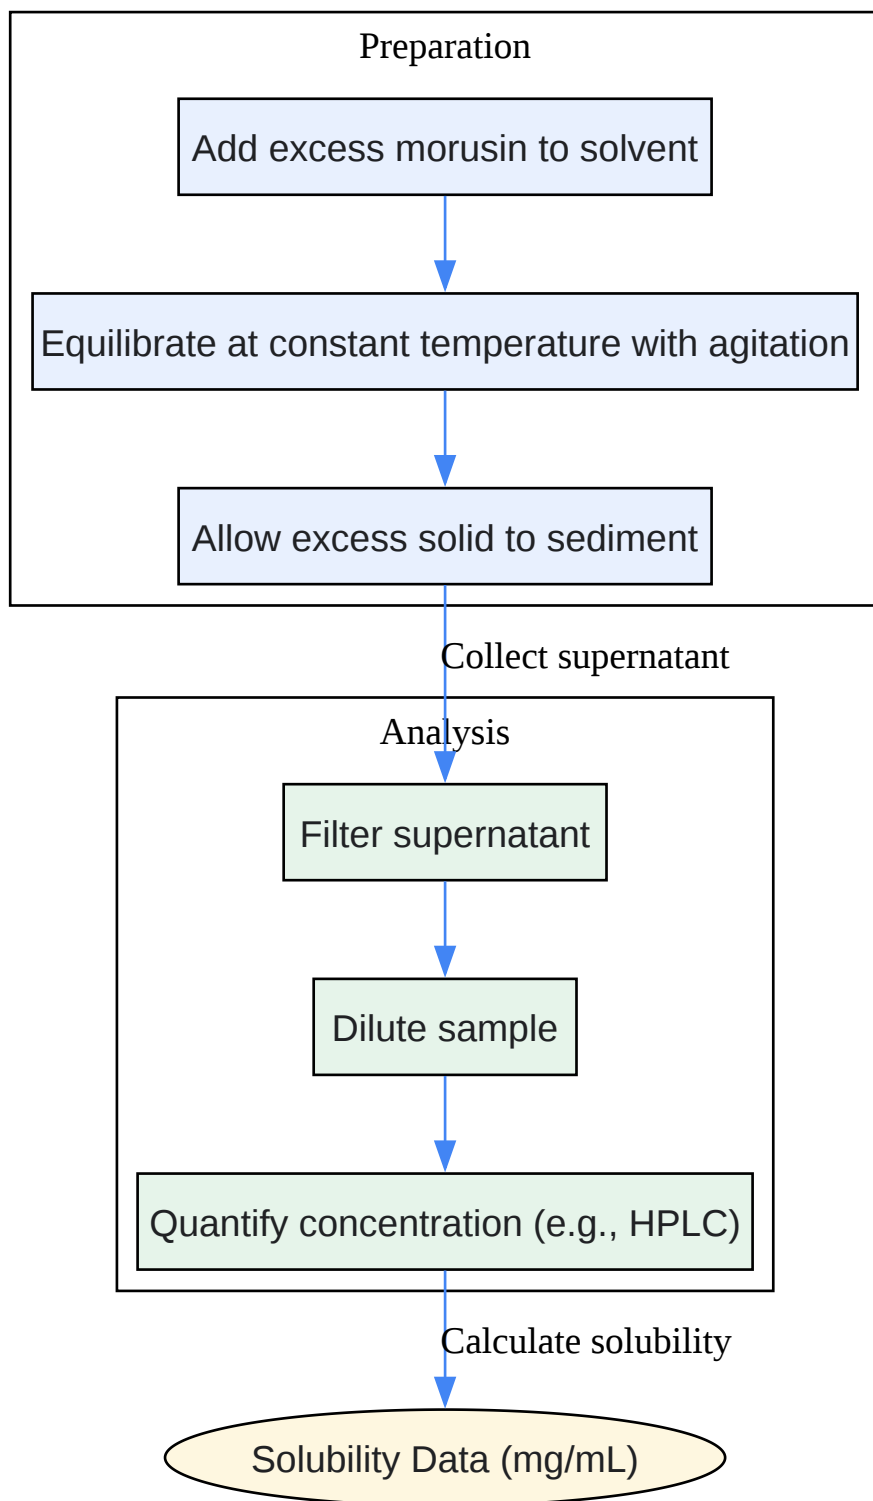 Preparation
Add excess morusin to solvent
Equilibrate at constant temperature with agitation
Allow excess solid to sediment
Collect supernatant
Analysis
Filter supernatant
Dilute sample
Quantify concentration (e.g., HPLC)
Calculate solubility
Solubility Data (mg/mL)